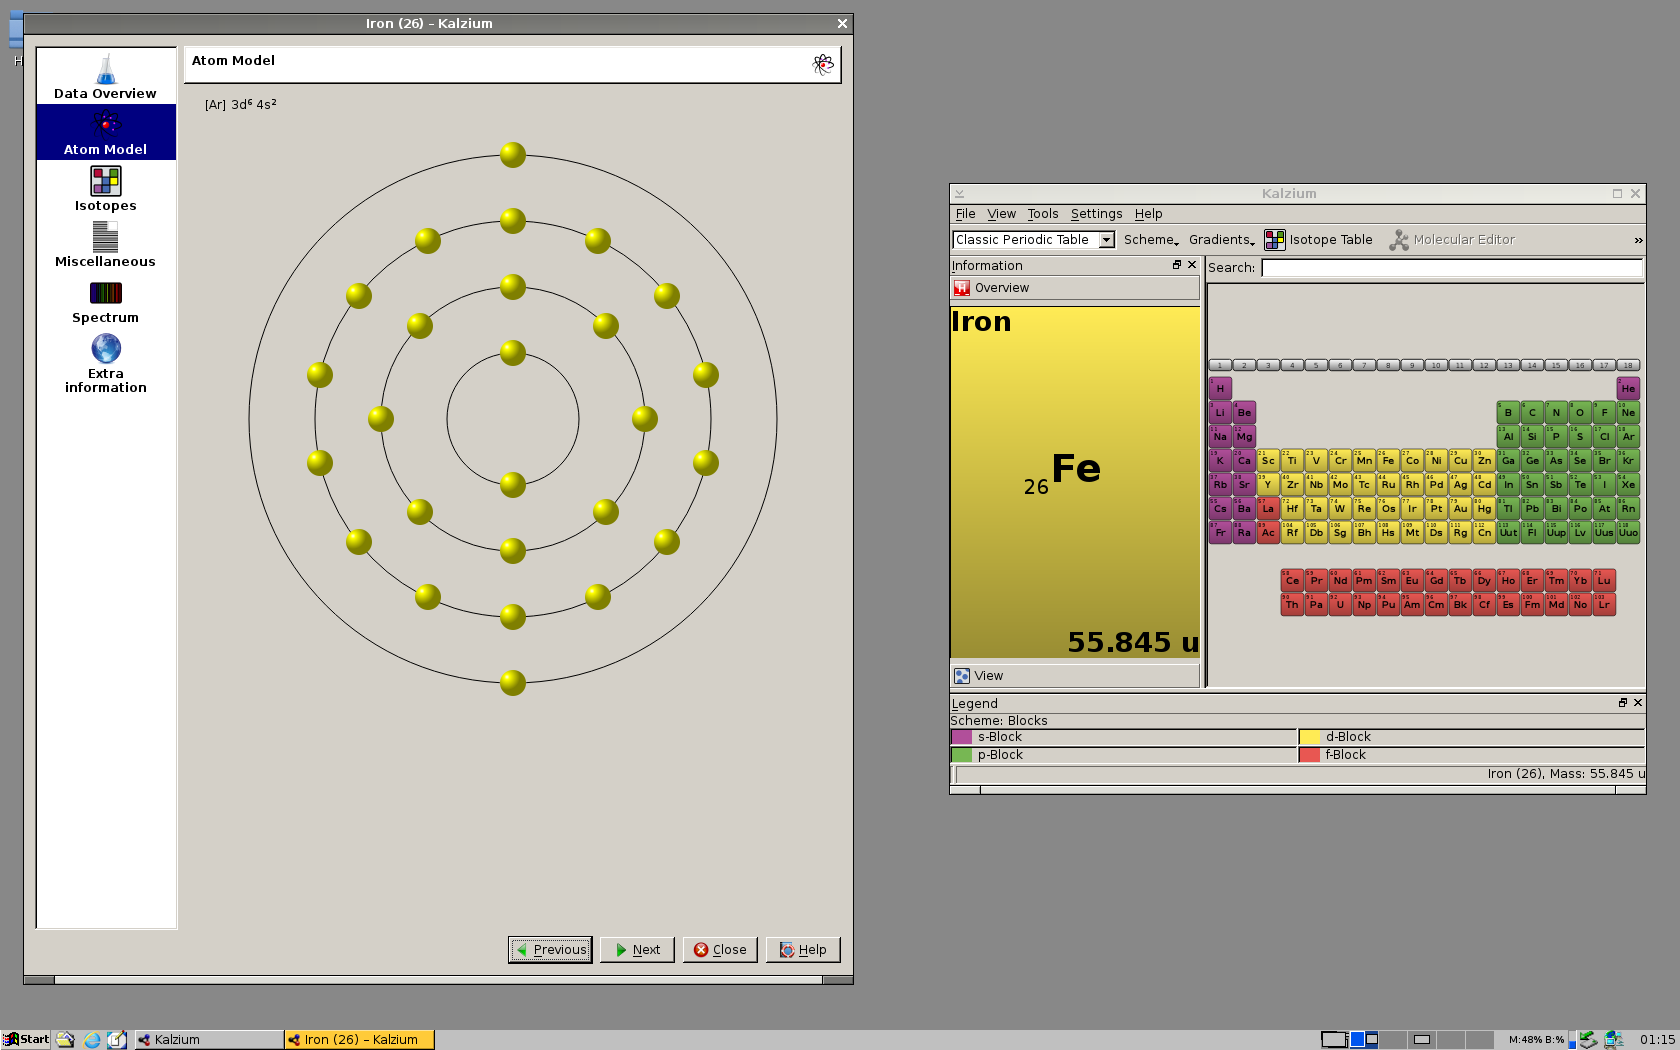 Iron (26) – Kalzium
Data Overview
Atom Model
Isotopes
Miscellaneous
Spectrum
Extra
information
Atom Model
[Ar] 3d⁶ 4s²
Previous
Next
Close
Help
Kalzium
File View Tools Settings Help
Classic Periodic Table Scheme Gradients Isotope Table Molecular Editor »
Information
Overview
Iron
26Fe
55.845 u
View
Search:
1 2 3 4 5 6 7 8 9 10 11 12 13 14 15 16 17 18
H He
Li Be B C N O F Ne
Na Mg Al Si P S Cl Ar
K Ca Sc Ti V Cr Mn Fe Co Ni Cu Zn Ga Ge As Se Br Kr
Rb Sr Y Zr Nb Mo Tc Ru Rh Pd Ag Cd In Sn Sb Te I Xe
Cs Ba La Hf Ta W Re Os Ir Pt Au Hg Tl Pb Bi Po At Rn
Fr Ra Ac Rf Db Sg Bh Hs Mt Ds Rg Cn Uut Fl Uup Lv Uus Uuo
Ce Pr Nd Pm Sm Eu Gd Tb Dy Ho Er Tm Yb Lu
Th Pa U Np Pu Am Cm Bk Cf Es Fm Md No Lr
Legend
Scheme: Blocks
s-Block d-Block
p-Block f-Block
Iron (26), Mass: 55.845 u
Start Kalzium Iron (26) – Kalzium M:48% B:% 01:15